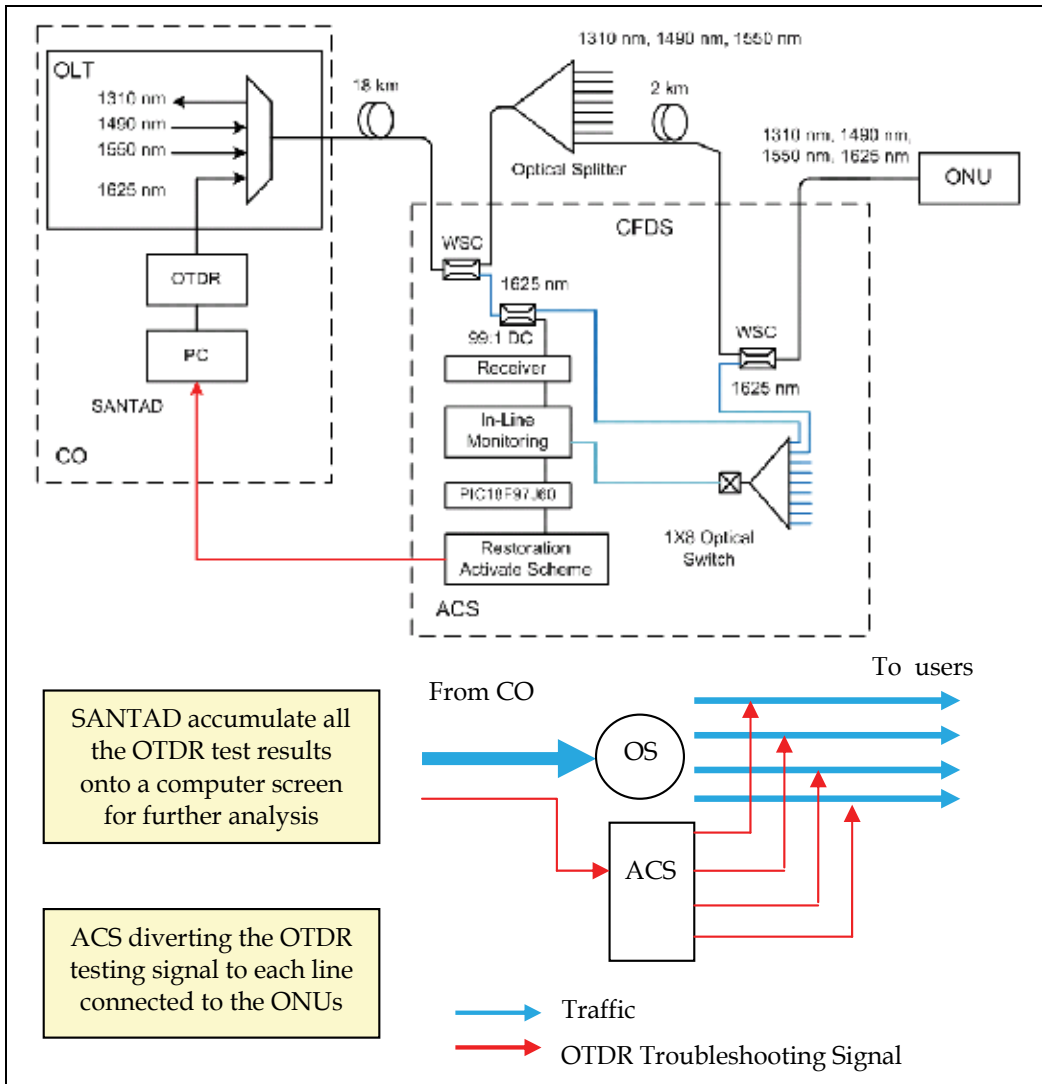 OLT
1310 nm
1490 nm
1550 nm
1625 nm
OTDR
PC
SANTAD
CO
18 km
1310 nm, 1490 nm, 1550 nm
Optical Splitter
2 km
1310 nm, 1490 nm,
1550 nm, 1625 nm
ONU
CFDS
WSC
1625 nm
99:1 DC
Receiver
In-Line
Monitoring
PIC18F97J60
Restoration
Activate Scheme
ACS
WSC
1625 nm
1X8 Optical
Switch
SANTAD accumulate all
the OTDR test results
onto a computer screen
for further analysis
ACS diverting the OTDR
testing signal to each line
connected to the ONUs
From CO
To users
OS
ACS
Traffic
OTDR Troubleshooting Signal